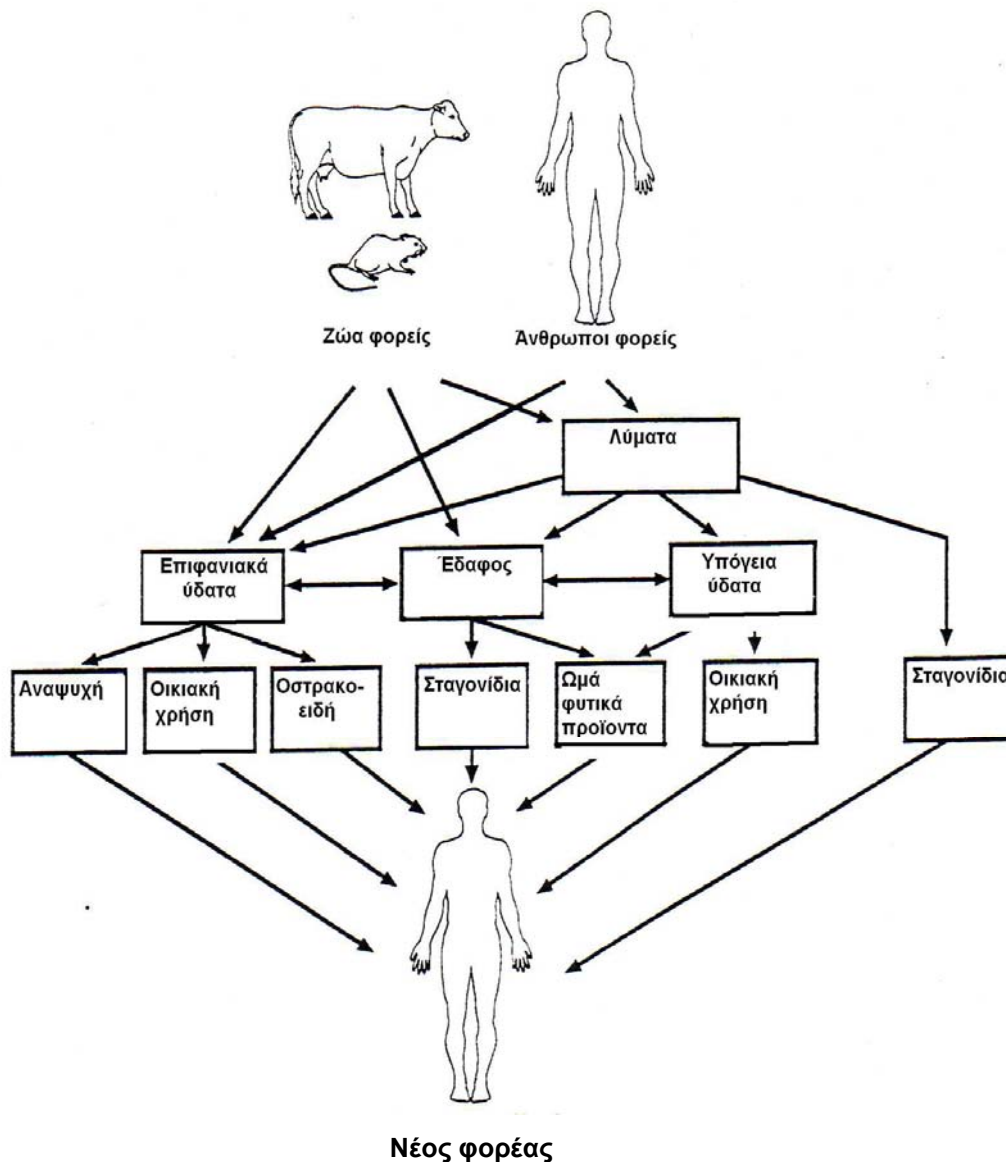 Ζώα φορείς
Άνθρωποι φορείς
Λύματα
Επιφανιακά
ύδατα
Έδαφος
Υπόγεια
ύδατα
Αναψυχή
Οικιακή
χρήση
Οστρακο-
ειδή
Σταγονίδια
Ωμά
φυτικά
προϊοντα
Οικιακή
χρήση
Σταγονίδια
Νέος φορέας